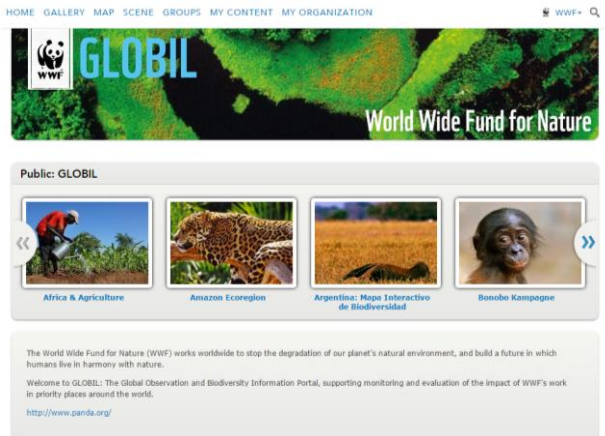 HOME GALLERY MAP SCENE GROUPS MY CONTENT MY ORGANIZATION WWF
WWF
GLOBIL
World Wide Fund for Nature
Public: GLOBIL
Africa & Agriculture
Amazon Ecoregion
Argentina: Mapa Interactivo
de Biodiversidad
Bonobo Kampagne
The World Wide Fund for Nature (WWF) works worldwide to stop the degradation of our planet's natural environment, and build a future in which
humans live in harmony with nature.
Welcome to GLOBIL: The Global Observation and Biodiversity Information Portal, supporting monitoring and evaluation of the impact of WWF's work
in priority places around the world.
http://www.panda.org/